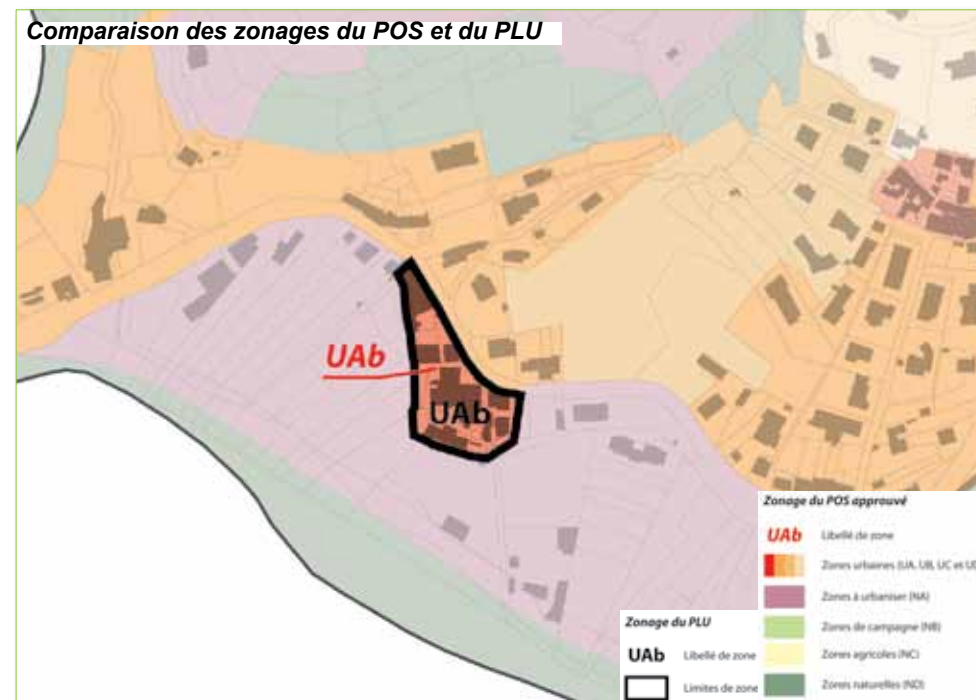 Comparaison des zonages du POS et du PLU
UAb
UAb
Zonage du POS approuvé
UAb Libellé de zone
Zones urbaines (UA, UB, UC et UD
Zones à urbaniser (NA)
Zones de campagne (NB)
Zones agricoles (NC)
Zones naturelles (ND)
Zonage du PLU
UAb Libellé de zone
Limites de zone